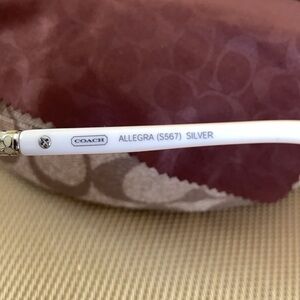 COACH ALLEGRA (S567) SILVER